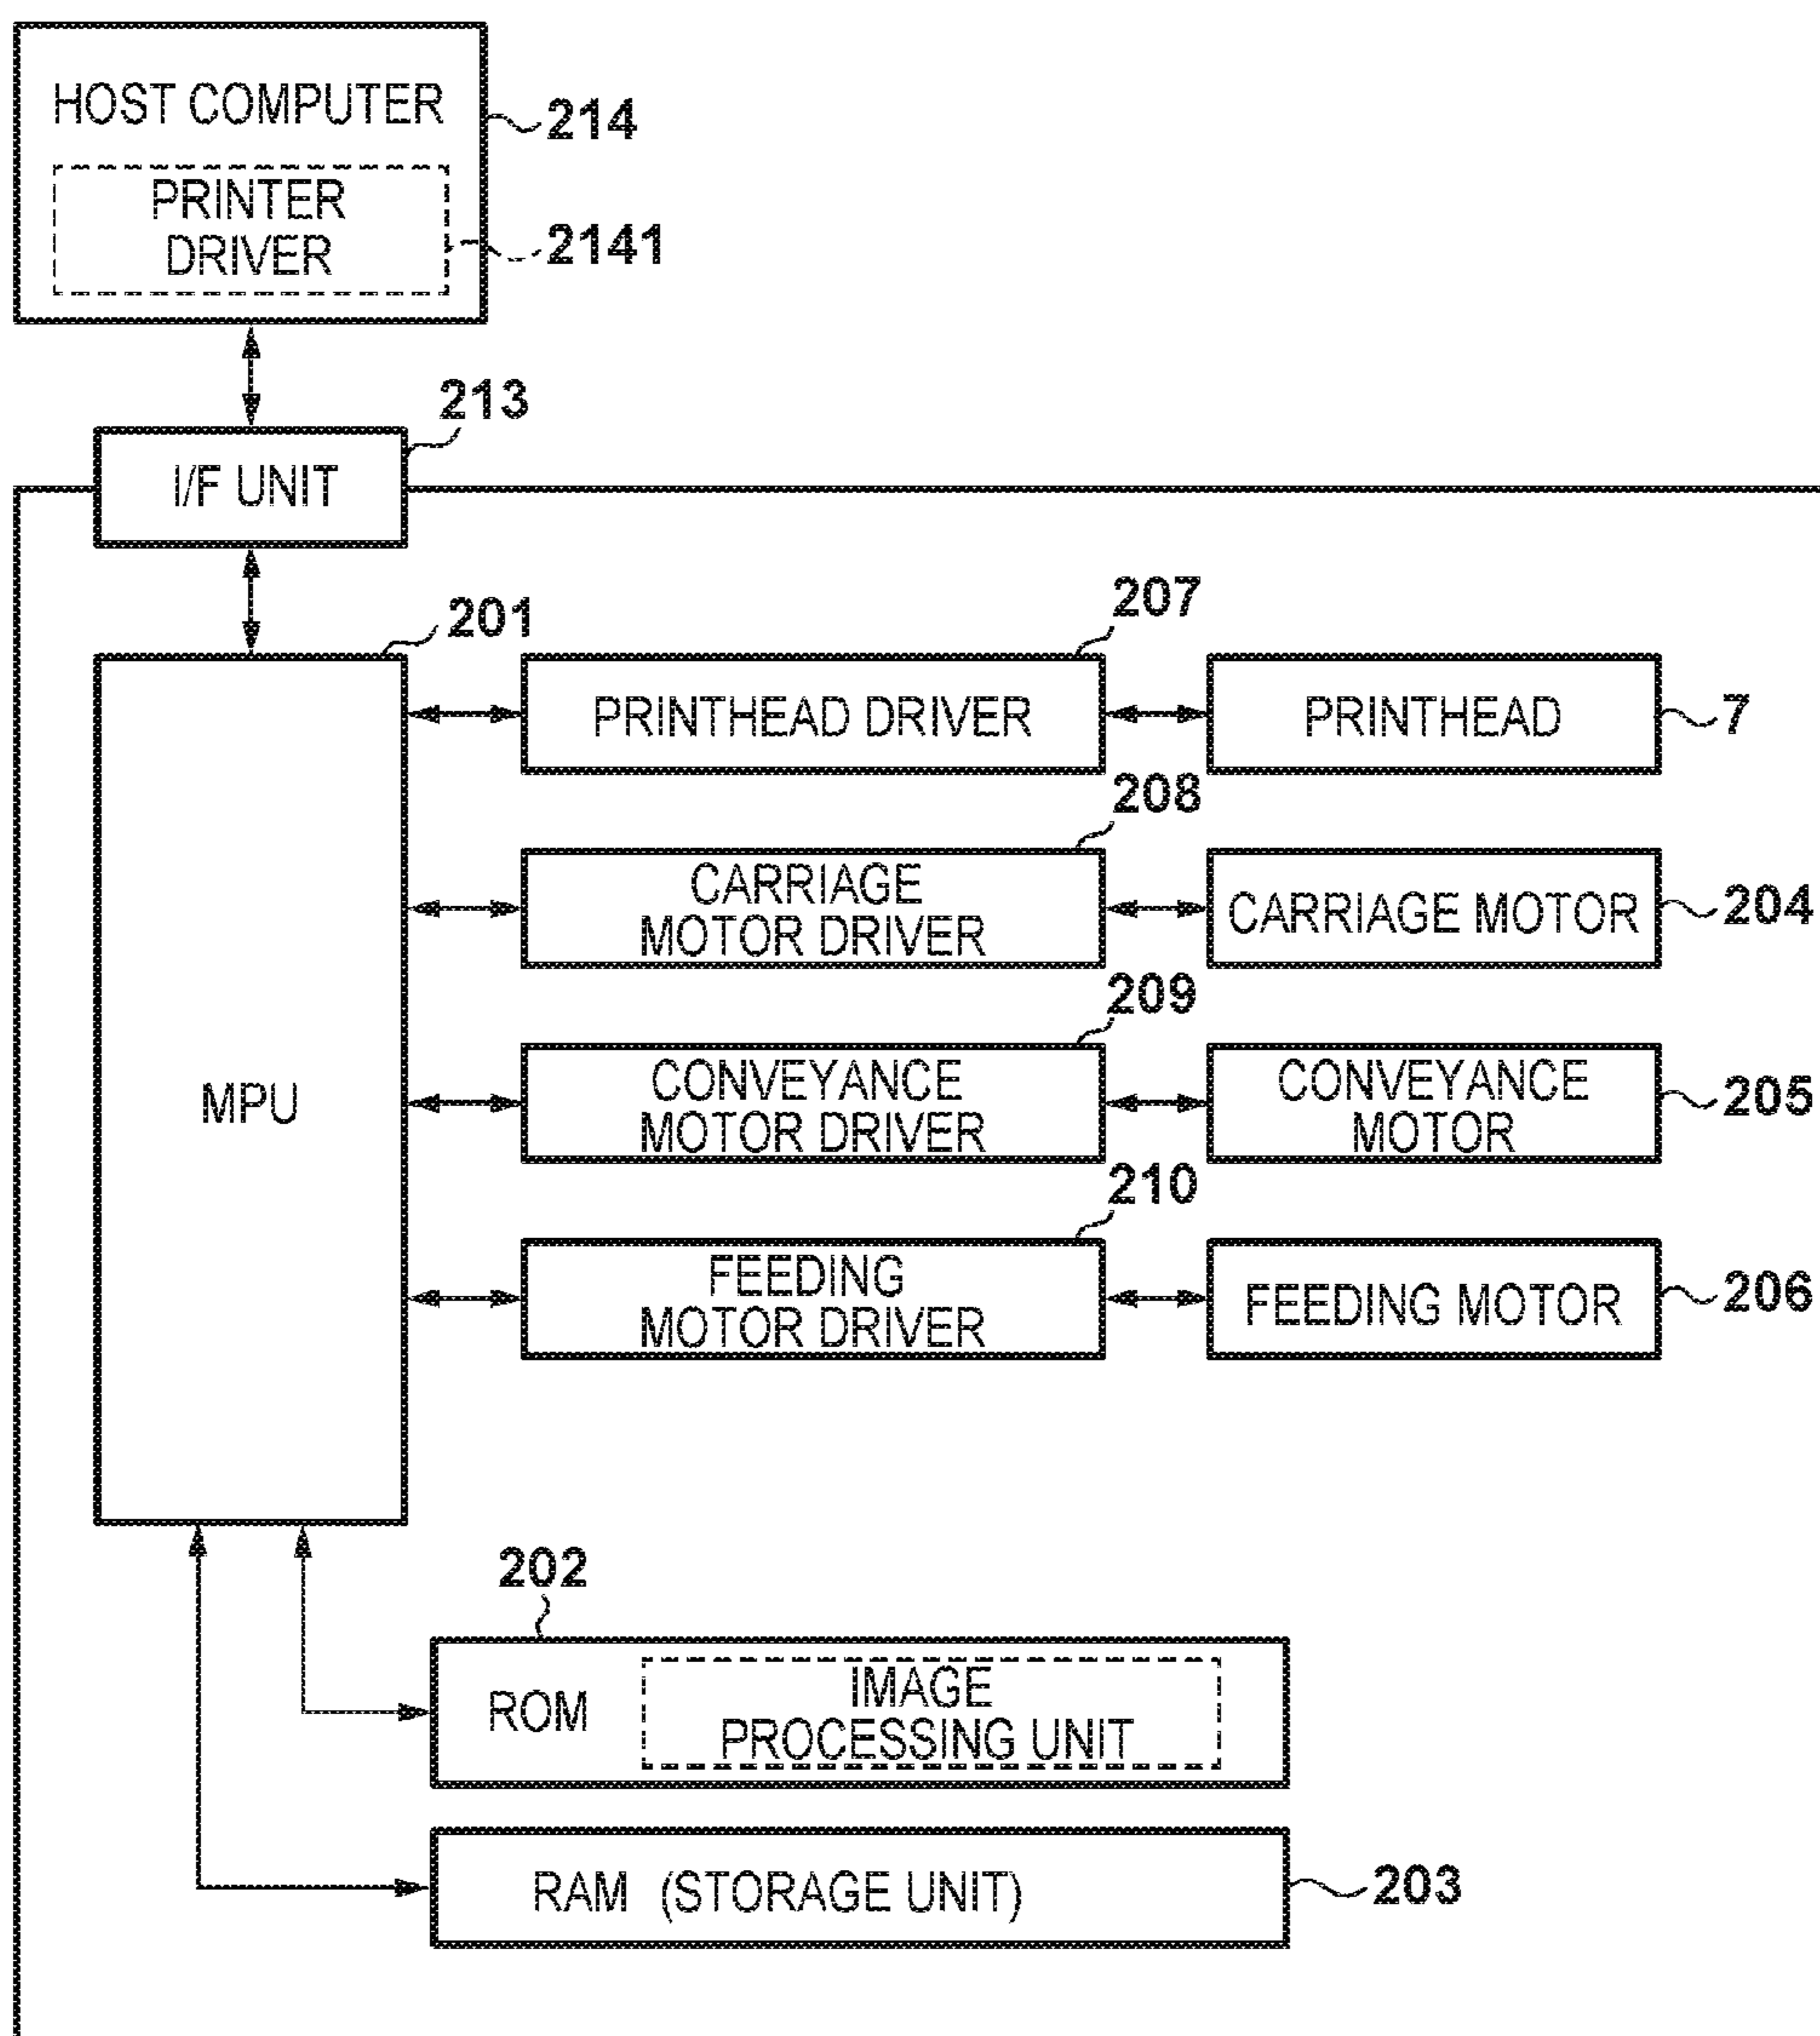 HOST COMPUTER
214
PRINTER
DRIVER
2141
213
I/F UNIT
201
207
PRINTHEAD DRIVER
PRINTHEAD
7
208
CARRIAGE
MOTOR DRIVER
CARRIAGE MOTOR
204
209
MPU
CONVEYANCE
MOTOR DRIVER
CONVEYANCE
MOTOR
205
210
FEEDING
MOTOR DRIVER
FEEDING MOTOR
206
202
ROM
IMAGE
PROCESSING UNIT
RAM (STORAGE UNIT)
203